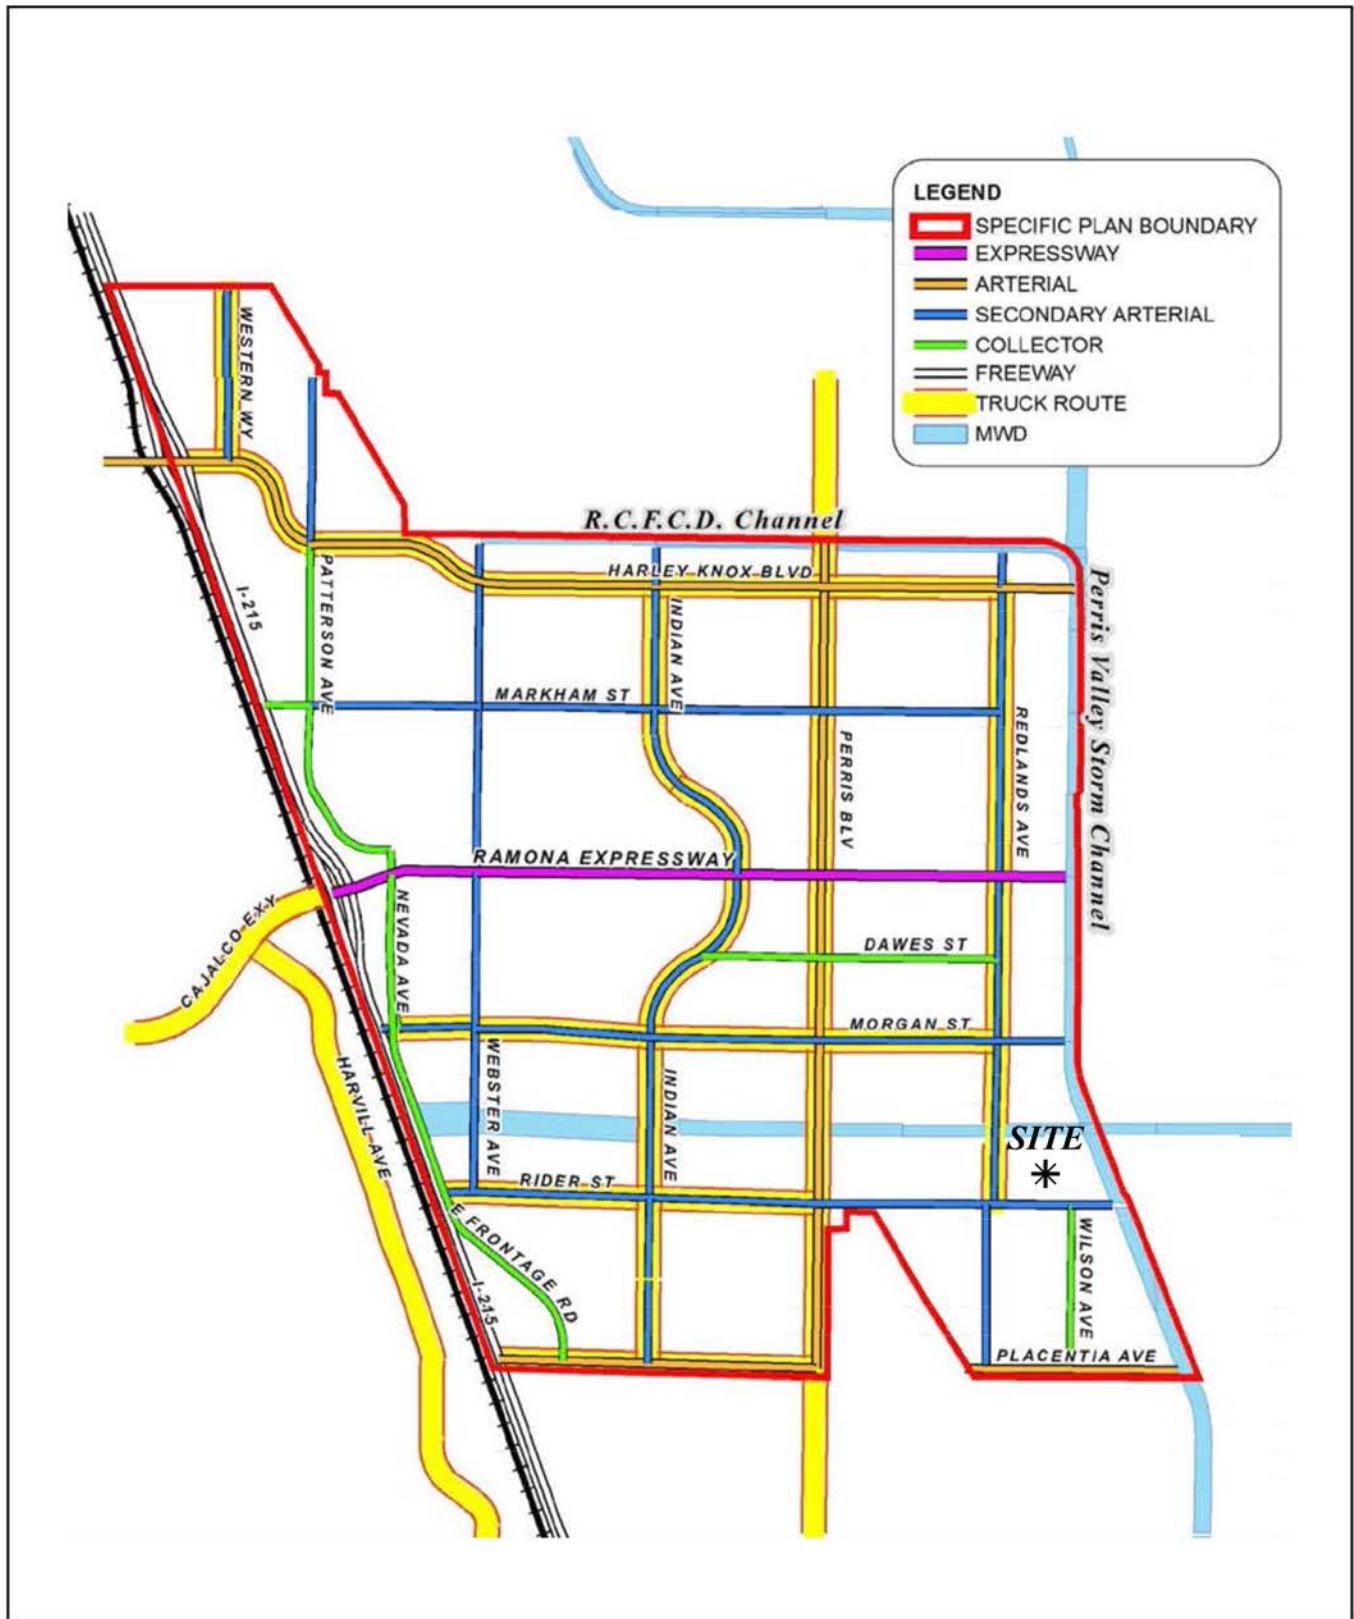 LEGEND
SPECIFIC PLAN BOUNDARY
EXPRESSWAY
ARTERIAL
SECONDARY ARTERIAL
COLLECTOR
FREEWAY
TRUCK ROUTE
MWD
WESTERN WY
R.C.F.C.D. Channel
HARLEY KNOX BLVD
PATTERSON AVE
I-215
INDIAN AVE
Perris Valley Storm Channel
MARKHAM ST
REDLANDS AVE
PERRIS BLV
RAMONA EXPRESSWAY
CAJALCO EXY
NEVADA AVE
DAWES ST
MORGAN ST
HARVILL AVE
WEBSTER AVE
INDIAN AVE
SITE
RIDER ST
E FRONTAGE RD
WILSON AVE
I-215
PLACENTIA AVE